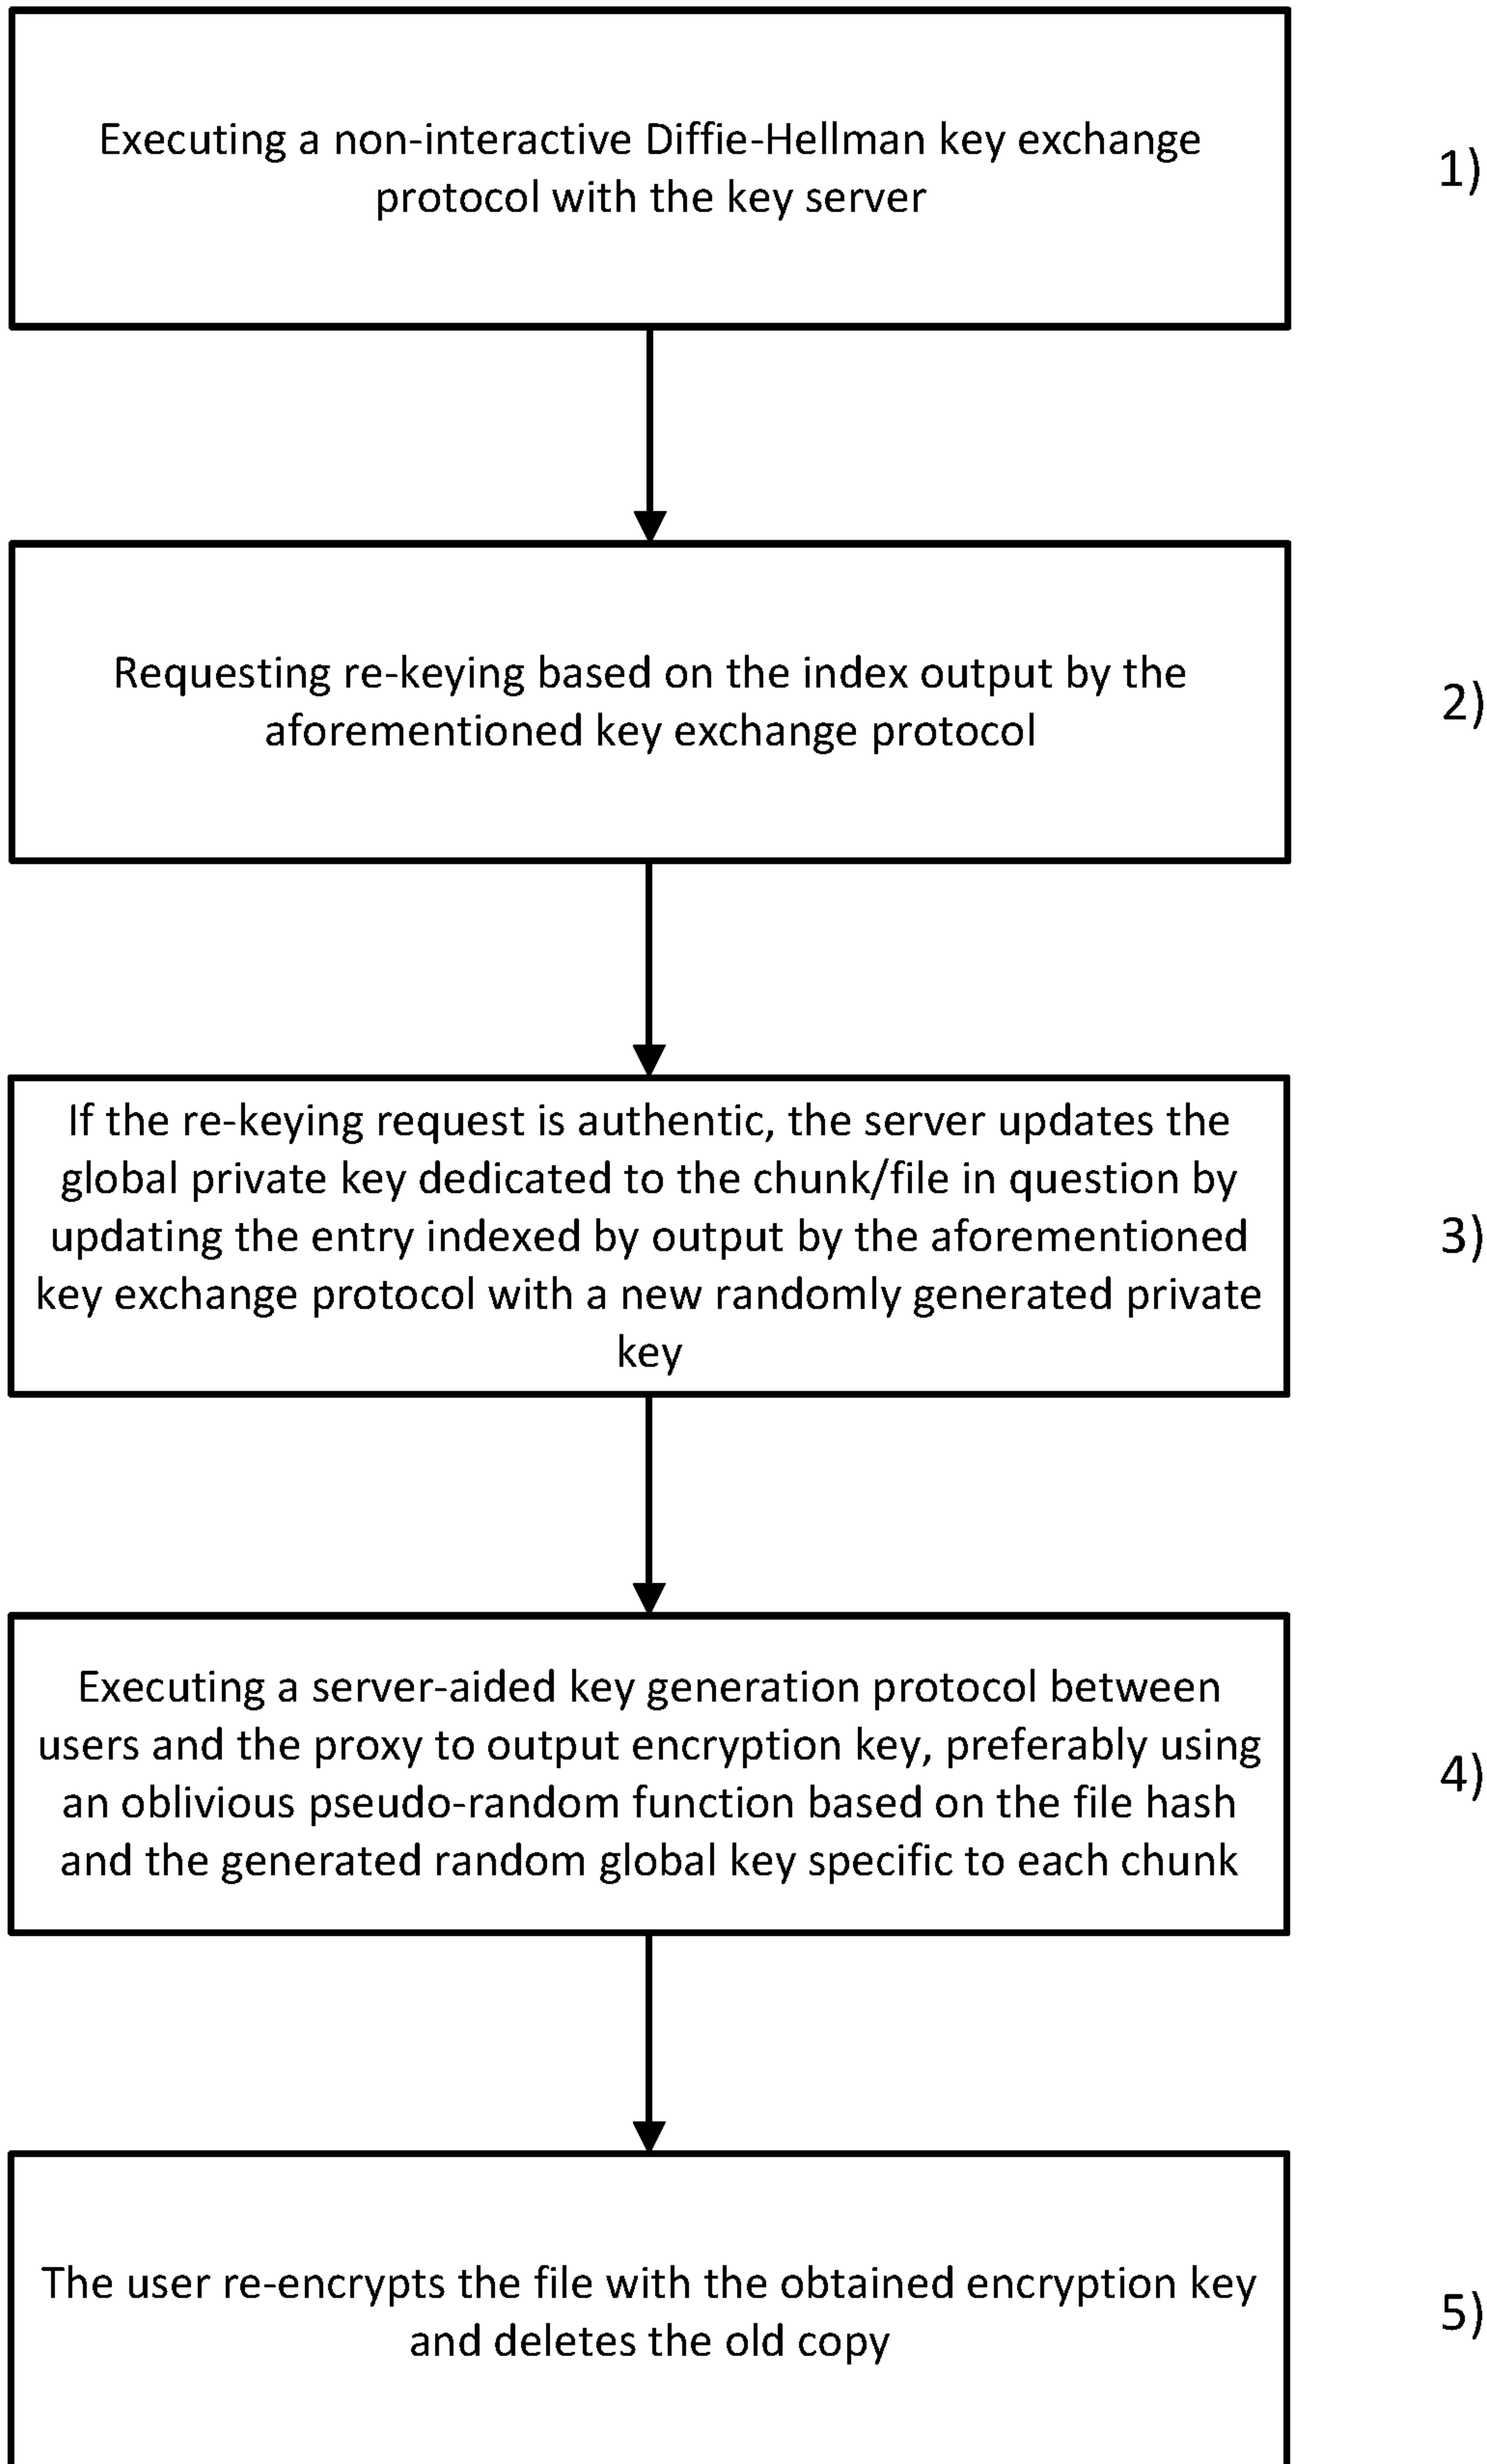 Executing a non-interactive Diffie-Hellman key exchange
protocol with the key server
1)
Requesting re-keying based on the index output by the
aforementioned key exchange protocol
2)
If the re-keying request is authentic, the server updates the
global private key dedicated to the chunk/file in question by
updating the entry indexed by output by the aforementioned
key exchange protocol with a new randomly generated private
key
3)
Executing a server-aided key generation protocol between
users and the proxy to output encryption key, preferably using
an oblivious pseudo-random function based on the file hash
and the generated random global key specific to each chunk
4)
The user re-encrypts the file with the obtained encryption key
and deletes the old copy
5)